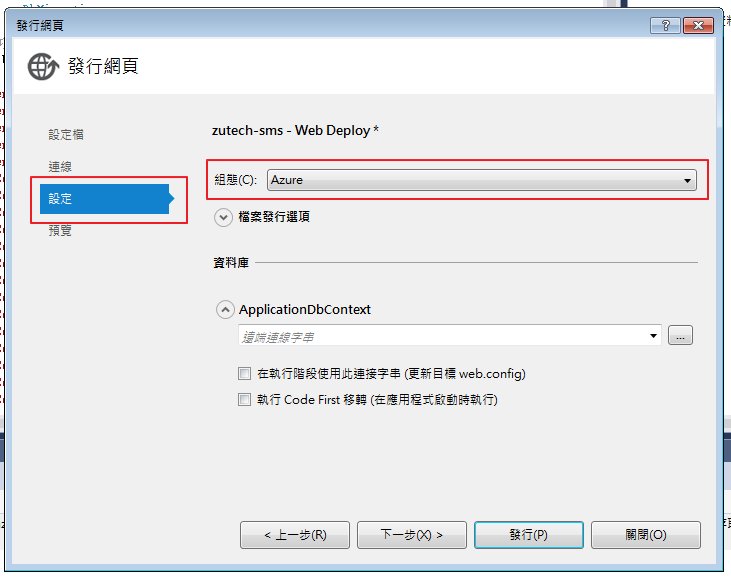 發行網頁
發行網頁
設定檔
連線
設定
預覽
zutech-sms - Web Deploy *
組態(C): Azure
檔案發行選項
資料庫
ApplicationDbContext
遠端連線字串
...
在執行階段使用此連接字串 (更新目標 web.config)
執行 Code First 移轉 (在應用程式啟動時執行)
< 上一步(R)
下一步(X) >
發行(P)
關閉(O)